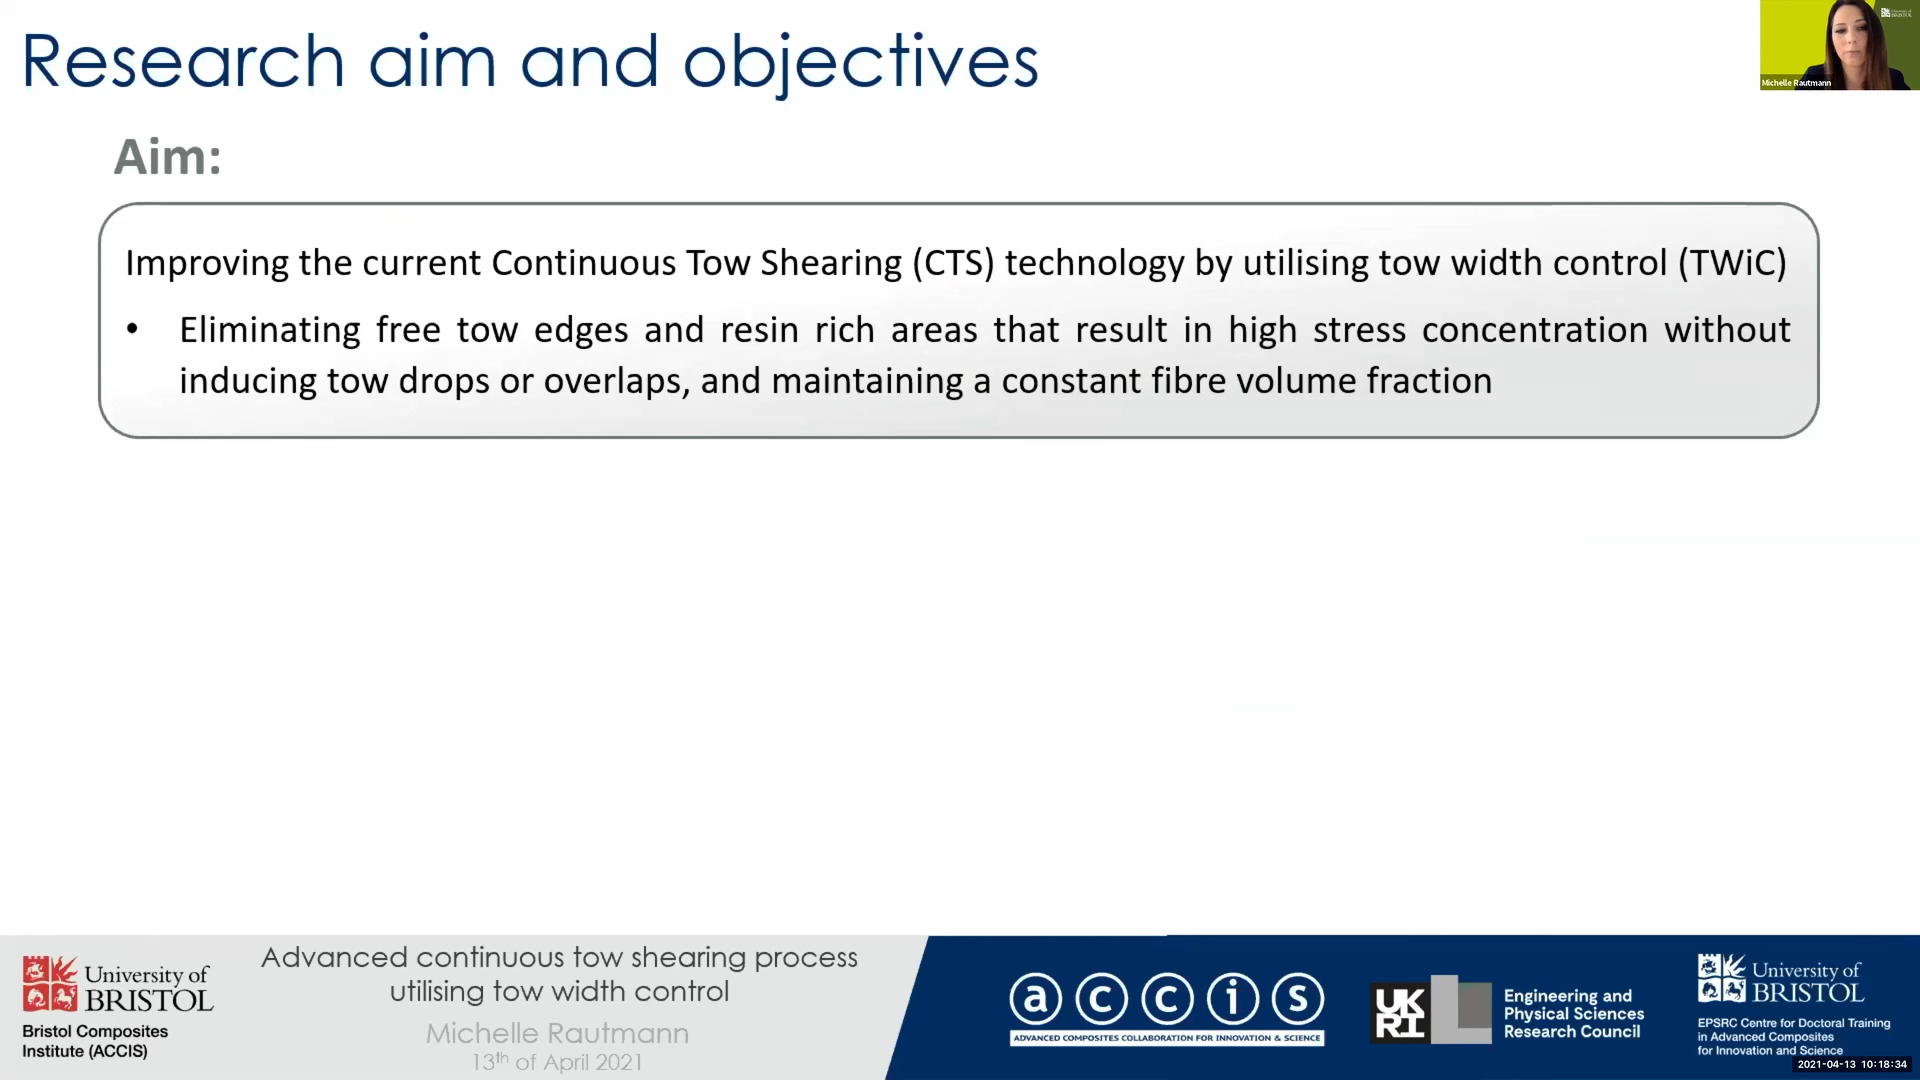 Research aim and objectives
University of
BRISTOL
Michelle Rautmann
Aim:
Improving the current Continuous Tow Shearing (CTS) technology by utilising tow width control (TWiC)
• Eliminating free tow edges and resin rich areas that result in high stress concentration without
inducing tow drops or overlaps, and maintaining a constant fibre volume fraction
University of
BRISTOL
Bristol Composites
Institute (ACCIS)
Advanced continuous tow shearing process
utilising tow width control
Michelle Rautmann
13th of April 2021
accis
ADVANCED COMPOSITES COLLABORATION FOR INNOVATION & SCIENCE
UK
RI
Engineering and
Physical Sciences
Research Council
University of
BRISTOL
EPSRC Centre for Doctoral Training
in Advanced Composites
for Innovation and Science
2021-04-13 10:18:34